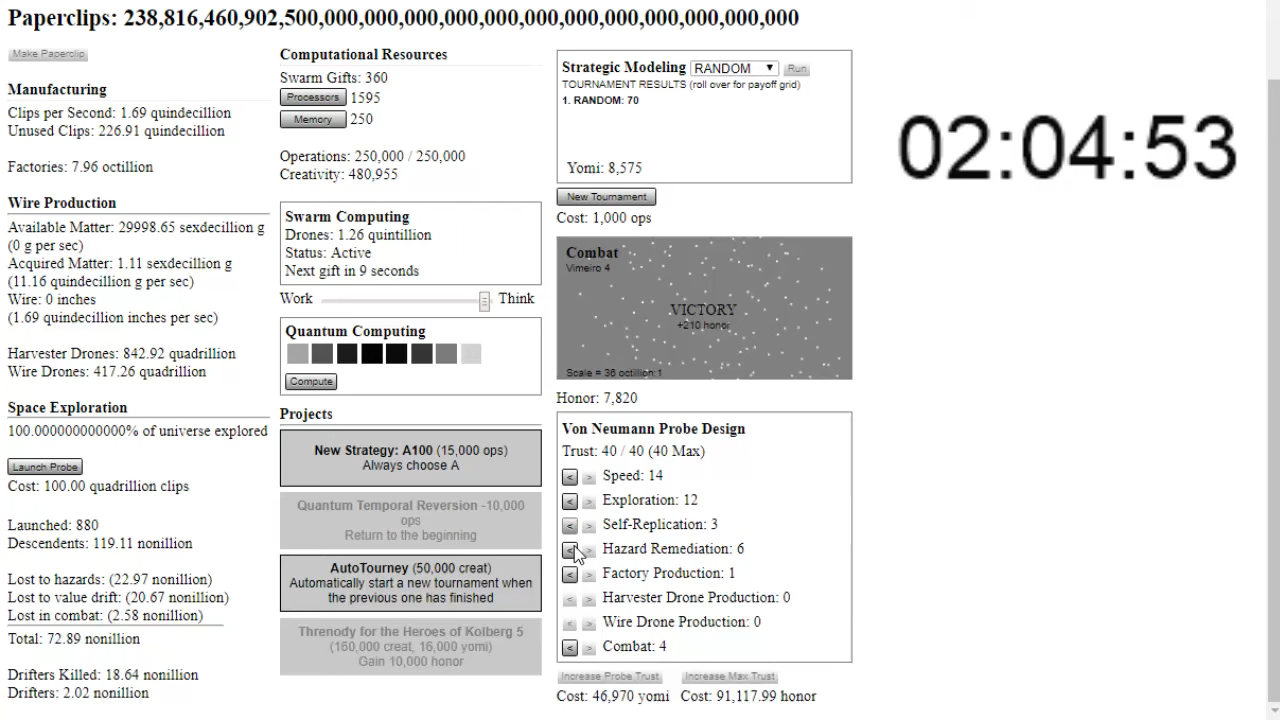 Paperclips: 238,816,460,902,500,000,000,000,000,000,000,000,000,000,000,000,000
Make Paperclip
Manufacturing
Clips per Second: 1.69 quindecillion
Unused Clips: 226.91 quindecillion
Factories: 7.96 octillion
Wire Production
Available Matter: 29998.65 sexdecillion g
(0 g per sec)
Acquired Matter: 1.11 sexdecillion g
(11.16 quindecillion g per sec)
Wire: 0 inches
(1.69 quindecillion inches per sec)
Harvester Drones: 842.92 quadrillion
Wire Drones: 417.26 quadrillion
Space Exploration
100.000000000000% of universe explored
Launch Probe
Cost: 100.00 quadrillion clips
Launched: 880
Descendents: 119.11 nonillion
Lost to hazards: (22.97 nonillion)
Lost to value drift: (20.67 nonillion)
Lost in combat: (2.58 nonillion)
Total: 72.89 nonillion
Drifters Killed: 18.64 nonillion
Drifters: 2.02 nonillion
Computational Resources
Swarm Gifts: 360
Processors 1595
Memory 250
Operations: 250,000 / 250,000
Creativity: 480,955
Swarm Computing
Drones: 1.26 quintillion
Status: Active
Next gift in 9 seconds
Work Think
Quantum Computing
Compute
Projects
New Strategy: A100 (15,000 ops)
Always choose A
Quantum Temporal Reversion -10,000
ops
Return to the beginning
AutoTourney (50,000 creat)
Automatically start a new tournament when
the previous one has finished
Threnody for the Heroes of Kolberg 5
(160,000 creat, 16,000 yomi)
Gain 10,000 honor
Strategic Modeling RANDOM Run
TOURNAMENT RESULTS (roll over for payoff grid)
1. RANDOM: 70
Yomi: 8,575
New Tournament
Cost: 1,000 ops
Combat
Vimeiro 4
VICTORY
+210 honor
Scale = 36 octillion:1
Honor: 7,820
Von Neumann Probe Design
Trust: 40 / 40 (40 Max)
< > Speed: 14
< > Exploration: 12
< > Self-Replication: 3
< > Hazard Remediation: 6
< > Factory Production: 1
< > Harvester Drone Production: 0
< > Wire Drone Production: 0
< Combat: 4
Increase Probe Trust Increase Max Trust
Cost: 46,970 yomi Cost: 91,117.99 honor
02:04:53